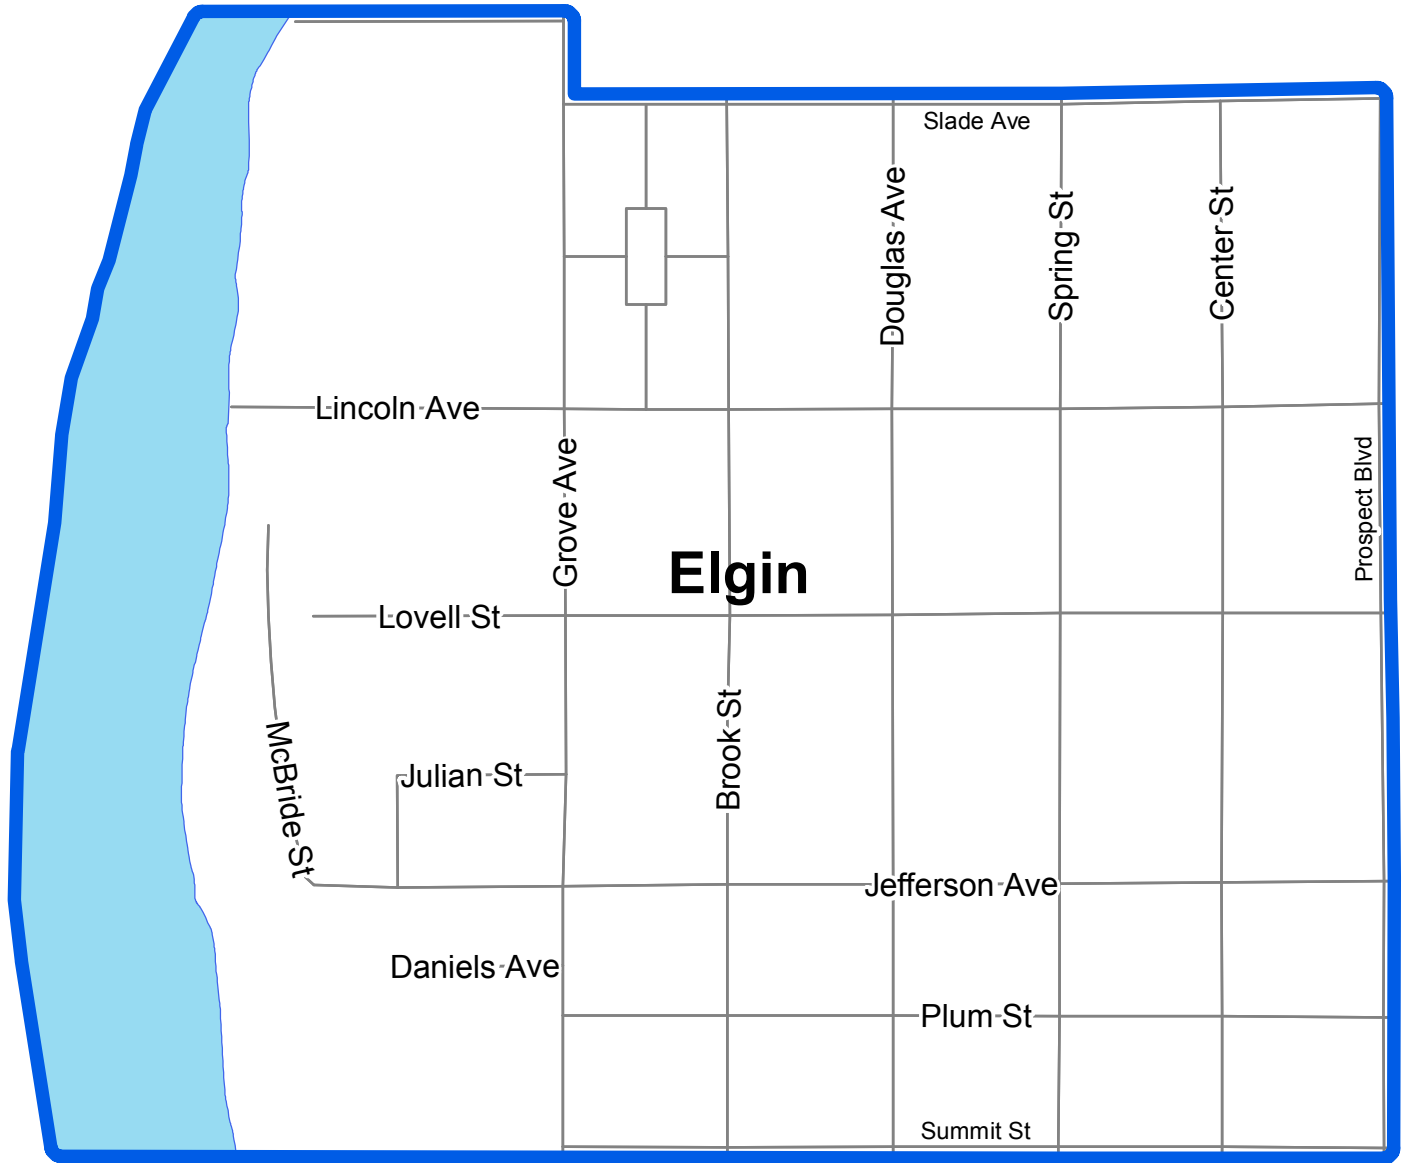 Slade Ave
Douglas Ave
Spring St
Center St
Lincoln Ave
Grove Ave
Prospect Blvd
Elgin
Lovell St
Brook St
McBride St
Julian St
Jefferson Ave
Daniels Ave
Plum St
Summit St